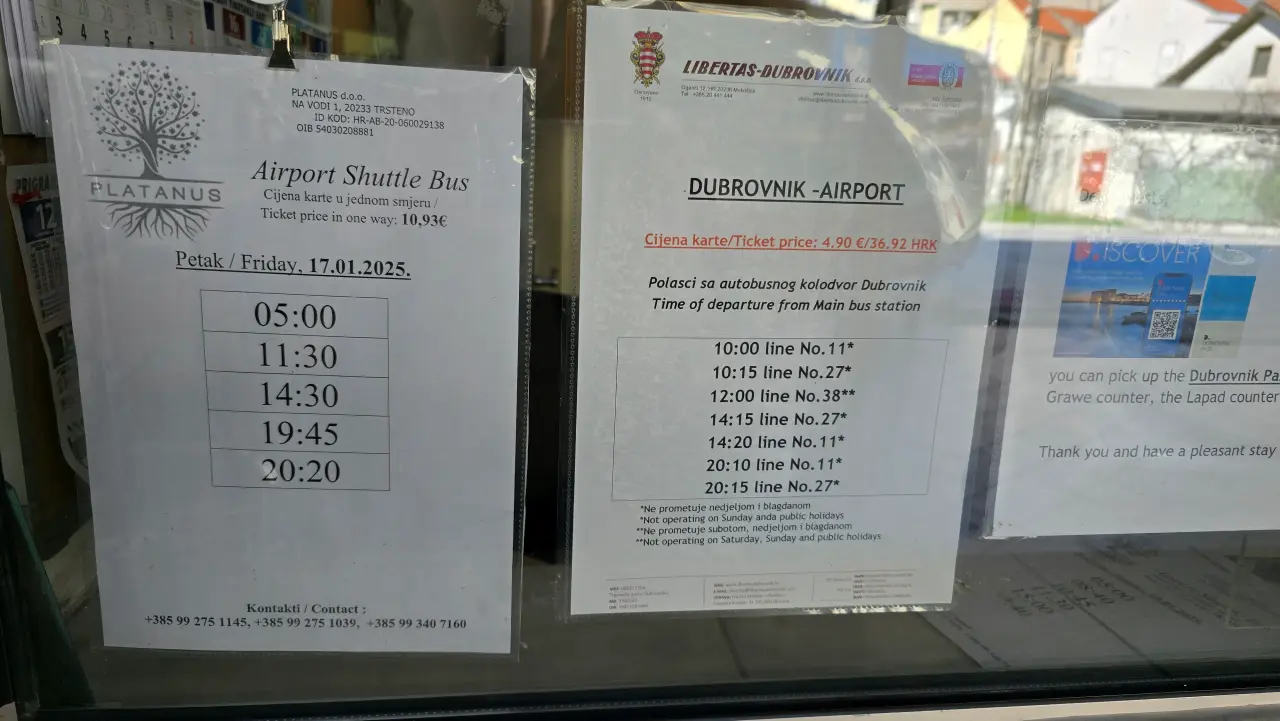 PLATANUS
PLATANUS d.o.o.
NA VODI 1, 20233 TRSTENO
ID KOD: HR-AB-20-060029138
OIB 54030208881
Airport Shuttle Bus
Cijena karte u jednom smjeru /
Ticket price in one way: 10,93€
Petak / Friday, 17.01.2025.
05:00
11:30
14:30
19:45
20:20
Kontakti / Contact :
+385 99 275 1145, +385 99 275 1039, +385 99 340 7160
LIBERTAS-DUBROVNIK d.o.o.
DUBROVNIK -AIRPORT
Cijena karte/Ticket price: 4.90 €/36.92 HRK
Polasci sa autobusnog kolodvor Dubrovnik
Time of departure from Main bus station
10:00 line No.11*
10:15 line No.27*
12:00 line No.38**
14:15 line No.27*
14:20 line No.11*
20:10 line No.11*
20:15 line No.27*
*Ne prometuje nedjeljom i blagdanom
*Not operating on Sunday anda public holidays
**Ne prometuje subotom, nedjeljom i blagdanom
**Not operating on Saturday, Sunday and public holidays
DISCOVER
you can pick up the Dubrovnik Pa
Grawe counter, the Lapad counter
Thank you and have a pleasant stay